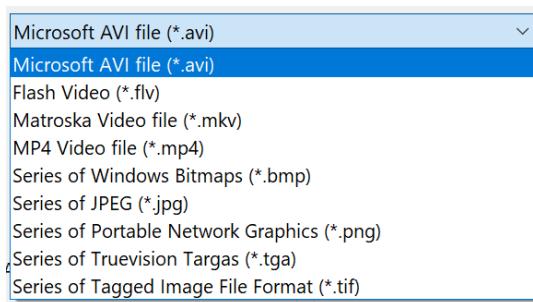 Microsoft AVI file (*.avi)
Microsoft AVI file (*.avi)
Flash Video (*.flv)
Matroska Video file (*.mkv)
MP4 Video file (*.mp4)
Series of Windows Bitmaps (*.bmp)
Series of JPEG (*.jpg)
Series of Portable Network Graphics (*.png)
Series of Truevision Targas (*.tga)
Series of Tagged Image File Format (*.tif)